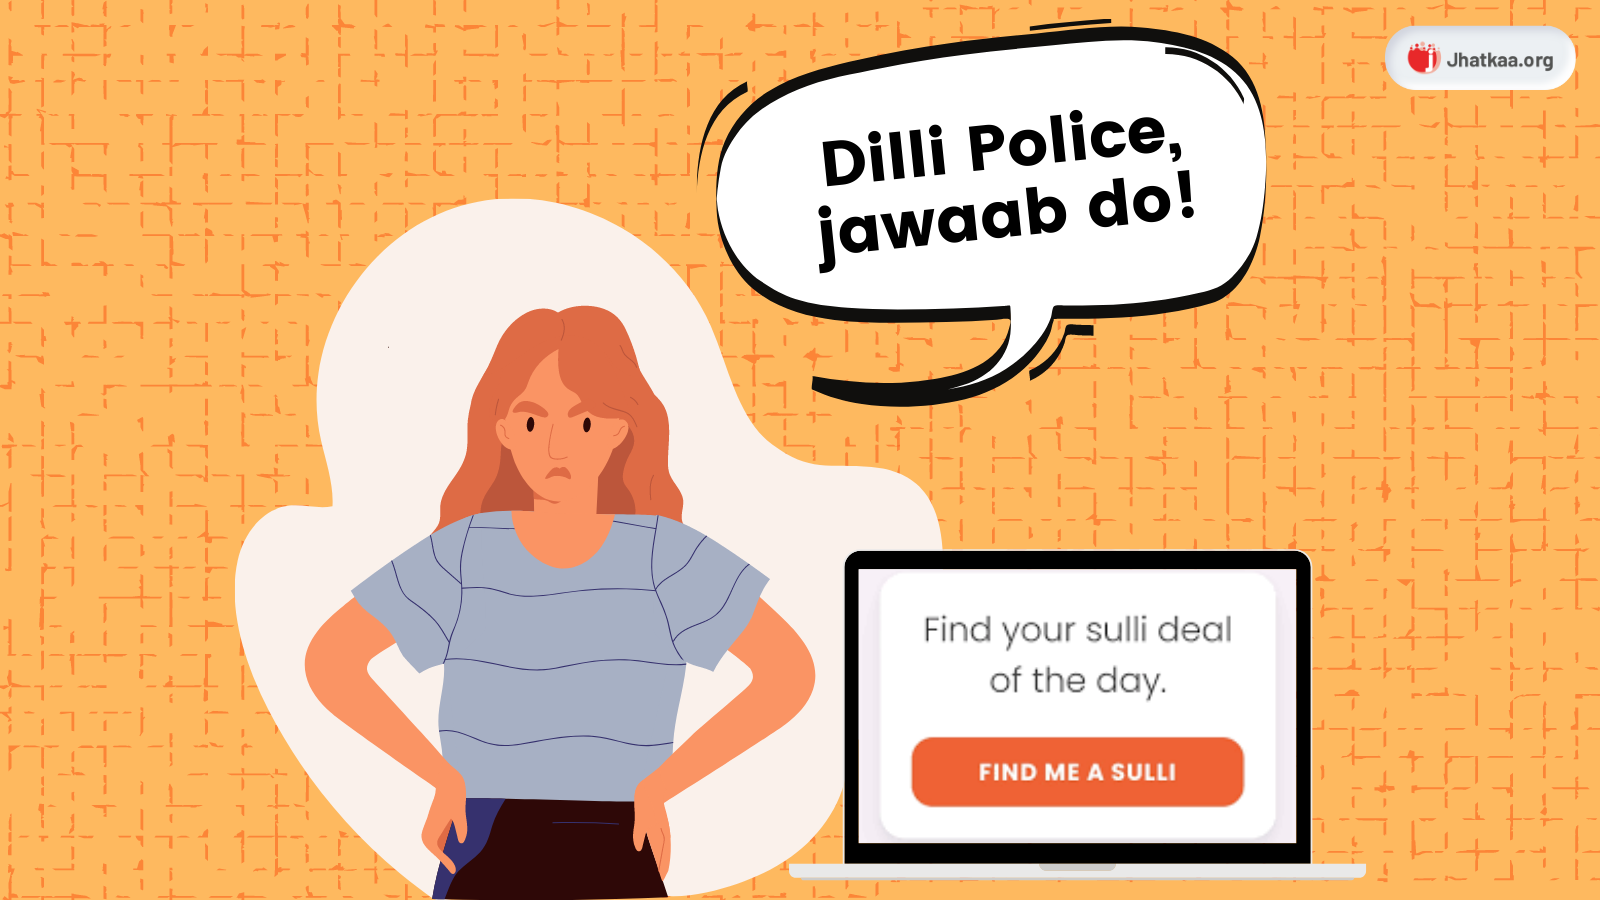 Jhatkaa.org
Dilli Police,
jawaab do!
Find your sulli deal
of the day.
FIND ME A SULLI